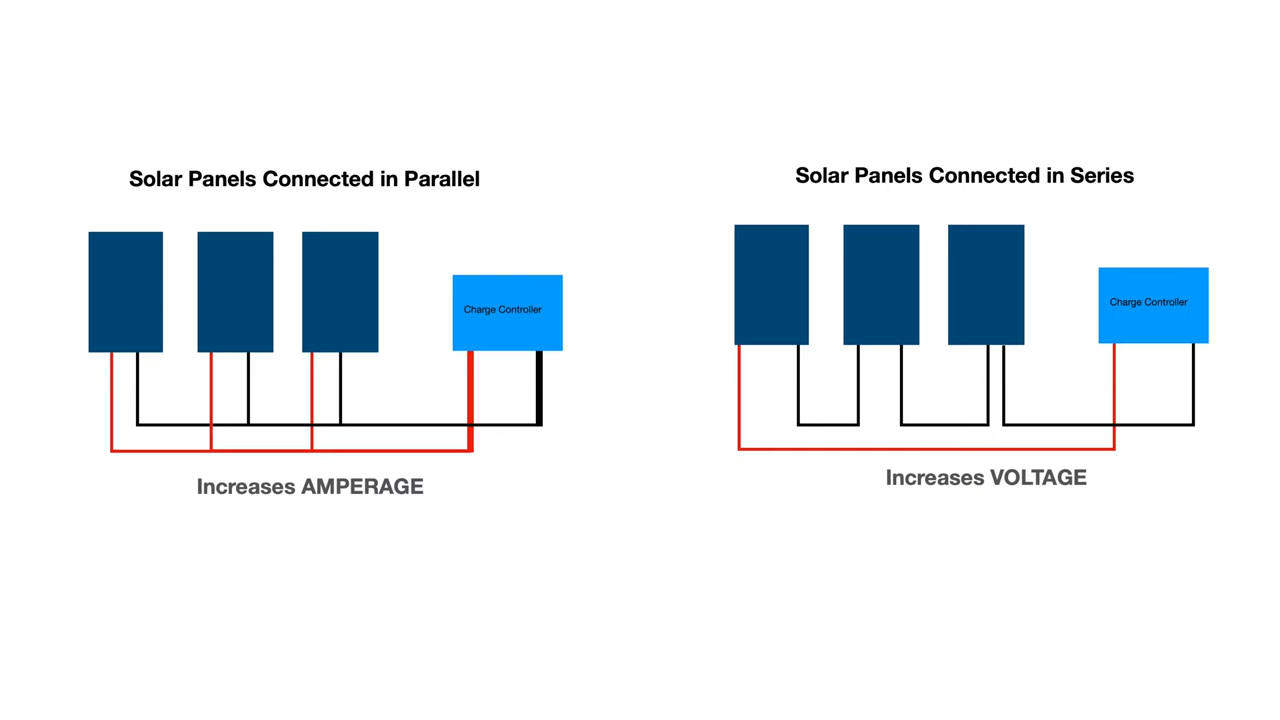 Solar Panels Connected in Parallel
Charge Controller
Increases AMPERAGE
Solar Panels Connected in Series
Charge Controller
Increases VOLTAGE